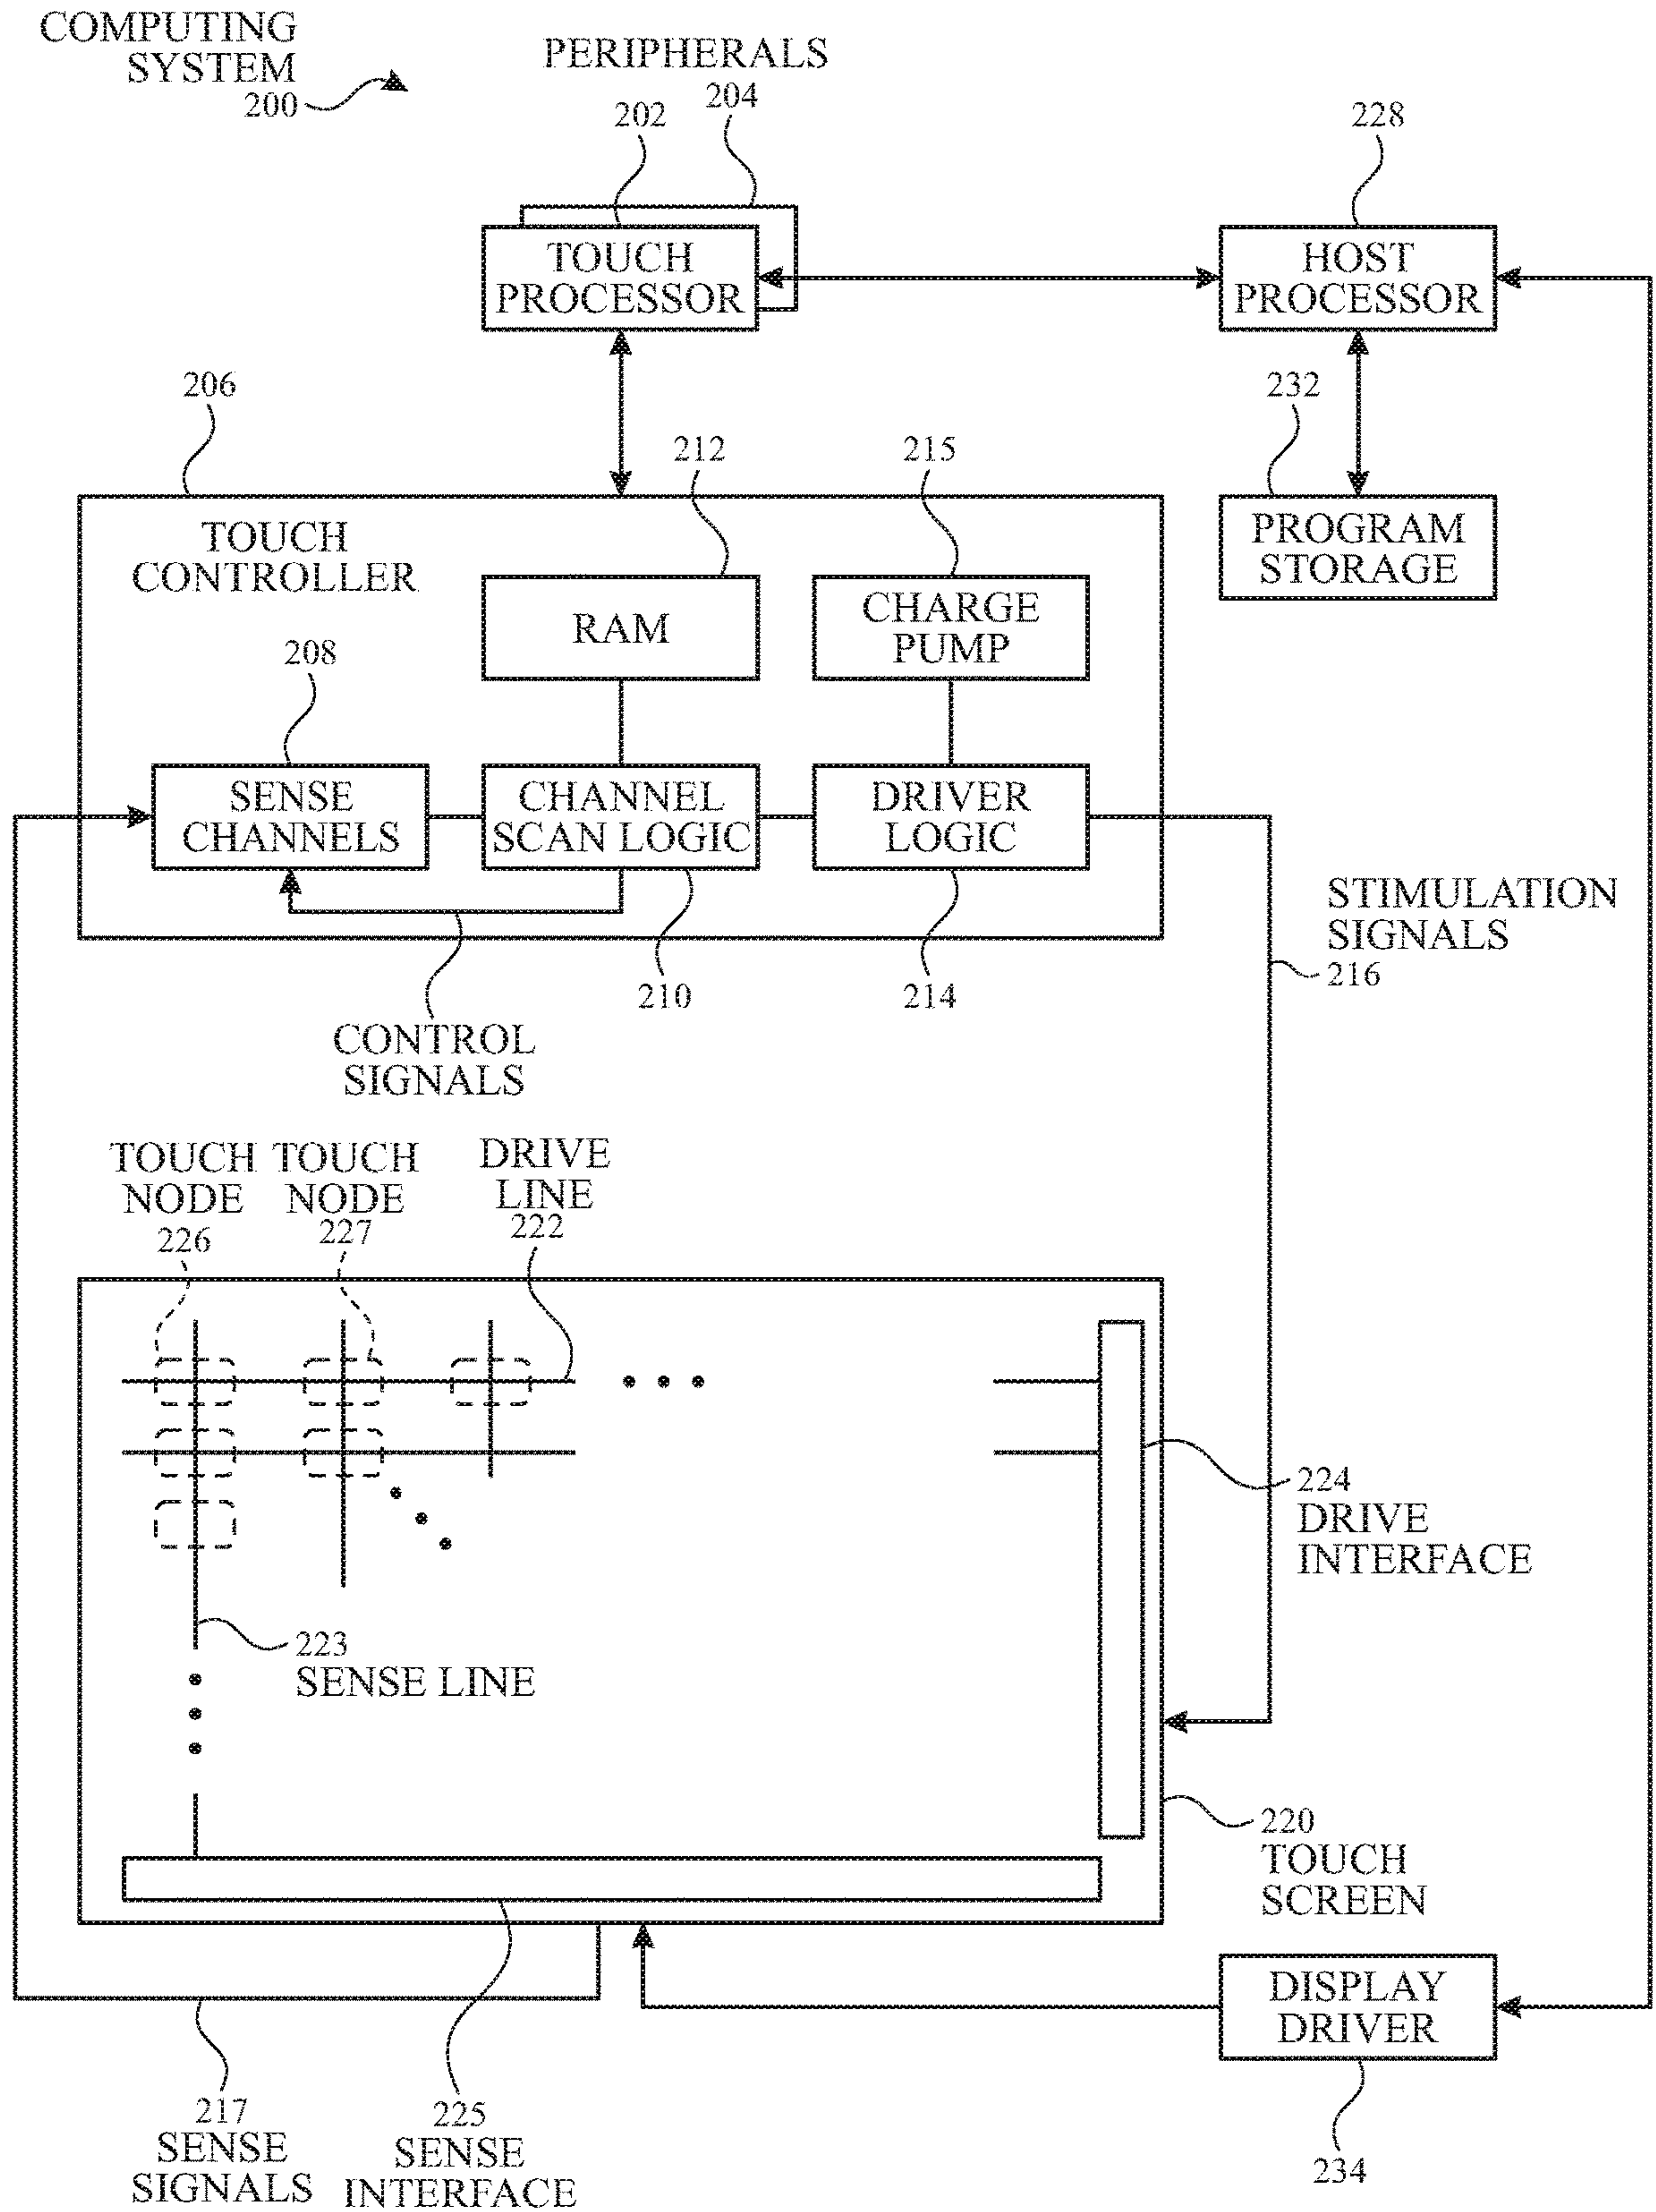 COMPUTING
SYSTEM
200
PERIPHERALS
204
202
228
TOUCH
PROCESSOR
HOST
PROCESSOR
206
212
215
232
TOUCH
CONTROLLER
RAM
CHARGE
PUMP
PROGRAM
STORAGE
208
SENSE
CHANNELS
CHANNEL
SCAN LOGIC
DRIVER
LOGIC
STIMULATION
SIGNALS
216
210
214
CONTROL
SIGNALS
TOUCH
NODE
226
TOUCH
NODE
227
DRIVE
LINE
222
224
DRIVE
INTERFACE
223
SENSE LINE
220
TOUCH
SCREEN
DISPLAY
DRIVER
217
SENSE
SIGNALS
225
SENSE
INTERFACE
234